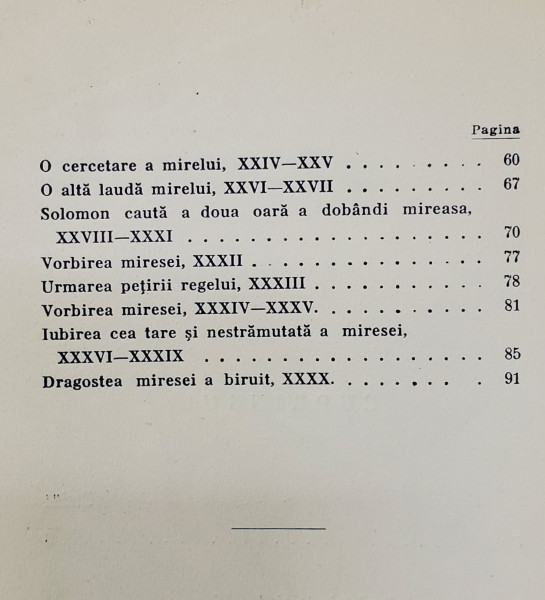 Pagina
O cercetare a mirelui, XXIV—XXV . . . . . . . . . 60
O altă laudă mirelui, XXVI—XXVII . . . . . . . . . 67
Solomon caută a doua oară a dobândi mireasa,
XXVIII—XXXI . . . . . . . . . . . . . . . . . . 70
Vorbirea miresei, XXXII . . . . . . . . . . . . . . 77
Urmarea pețirii regelui, XXXIII . . . . . . . . . . 78
Vorbirea miresei, XXXIV—XXXV. . . . . . . . . . 81
Iubirea cea tare și nestrămutată a miresei,
XXXVI—XXXIX . . . . . . . . . . . . . . . . . 85
Dragostea miresei a biruit, XXXX. . . . . . . . . 91